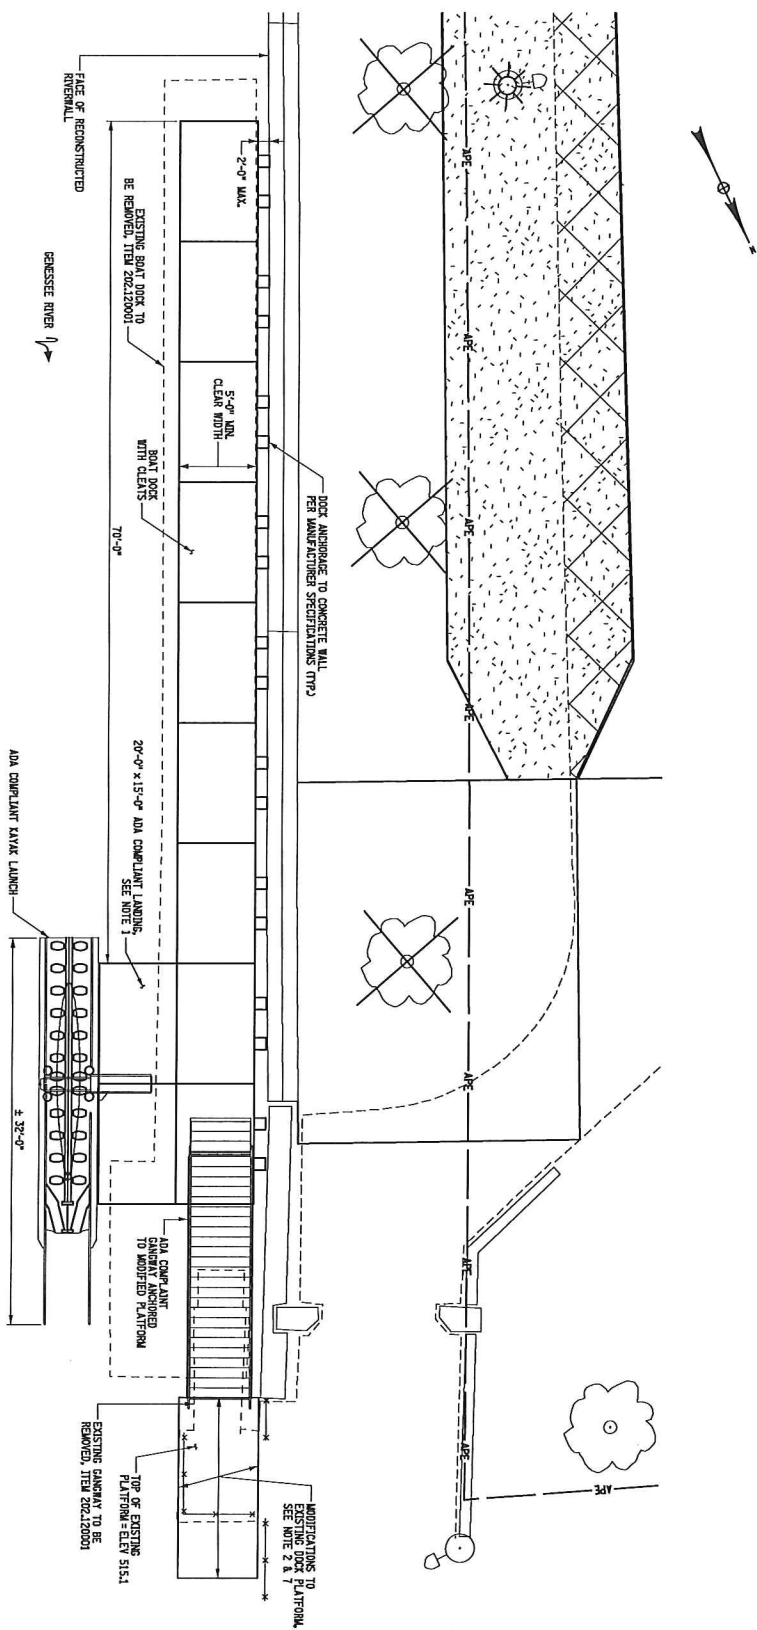 N
APE
APE
APE
APE
APE
APE
APE
APE
APE
2'-0" MAX.
FACE OF RECONSTRUCTED
RIVERWALL
EXISTING BOAT DOCK TO
BE REMOVED, ITEM 202.120001
GENESSEE RIVER
5'-0" MIN.
CLEAR WIDTH
DOCK ANCHORAGE TO CONCRETE WALL
PER MANUFACTURER SPECIFICATIONS (TYP.)
BOAT DOCK
WITH CLEATS
70'-0"
20'-0" x 15'-0" ADA COMPLIANT LANDING,
SEE NOTE 1
ADA COMPLIANT KAYAK LAUNCH
± 32'-0"
ADA COMPLAINT
GANGWAY ANCHORED
TO MODIFIED PLATFORM
EXISTING GANGWAY TO BE
REMOVED, ITEM 202.120001
TOP OF EXISTING
PLATFORM = ELEV 515.1
MODIFICATIONS TO
EXISTING DOCK PLATFORM,
SEE NOTE 2 & 7